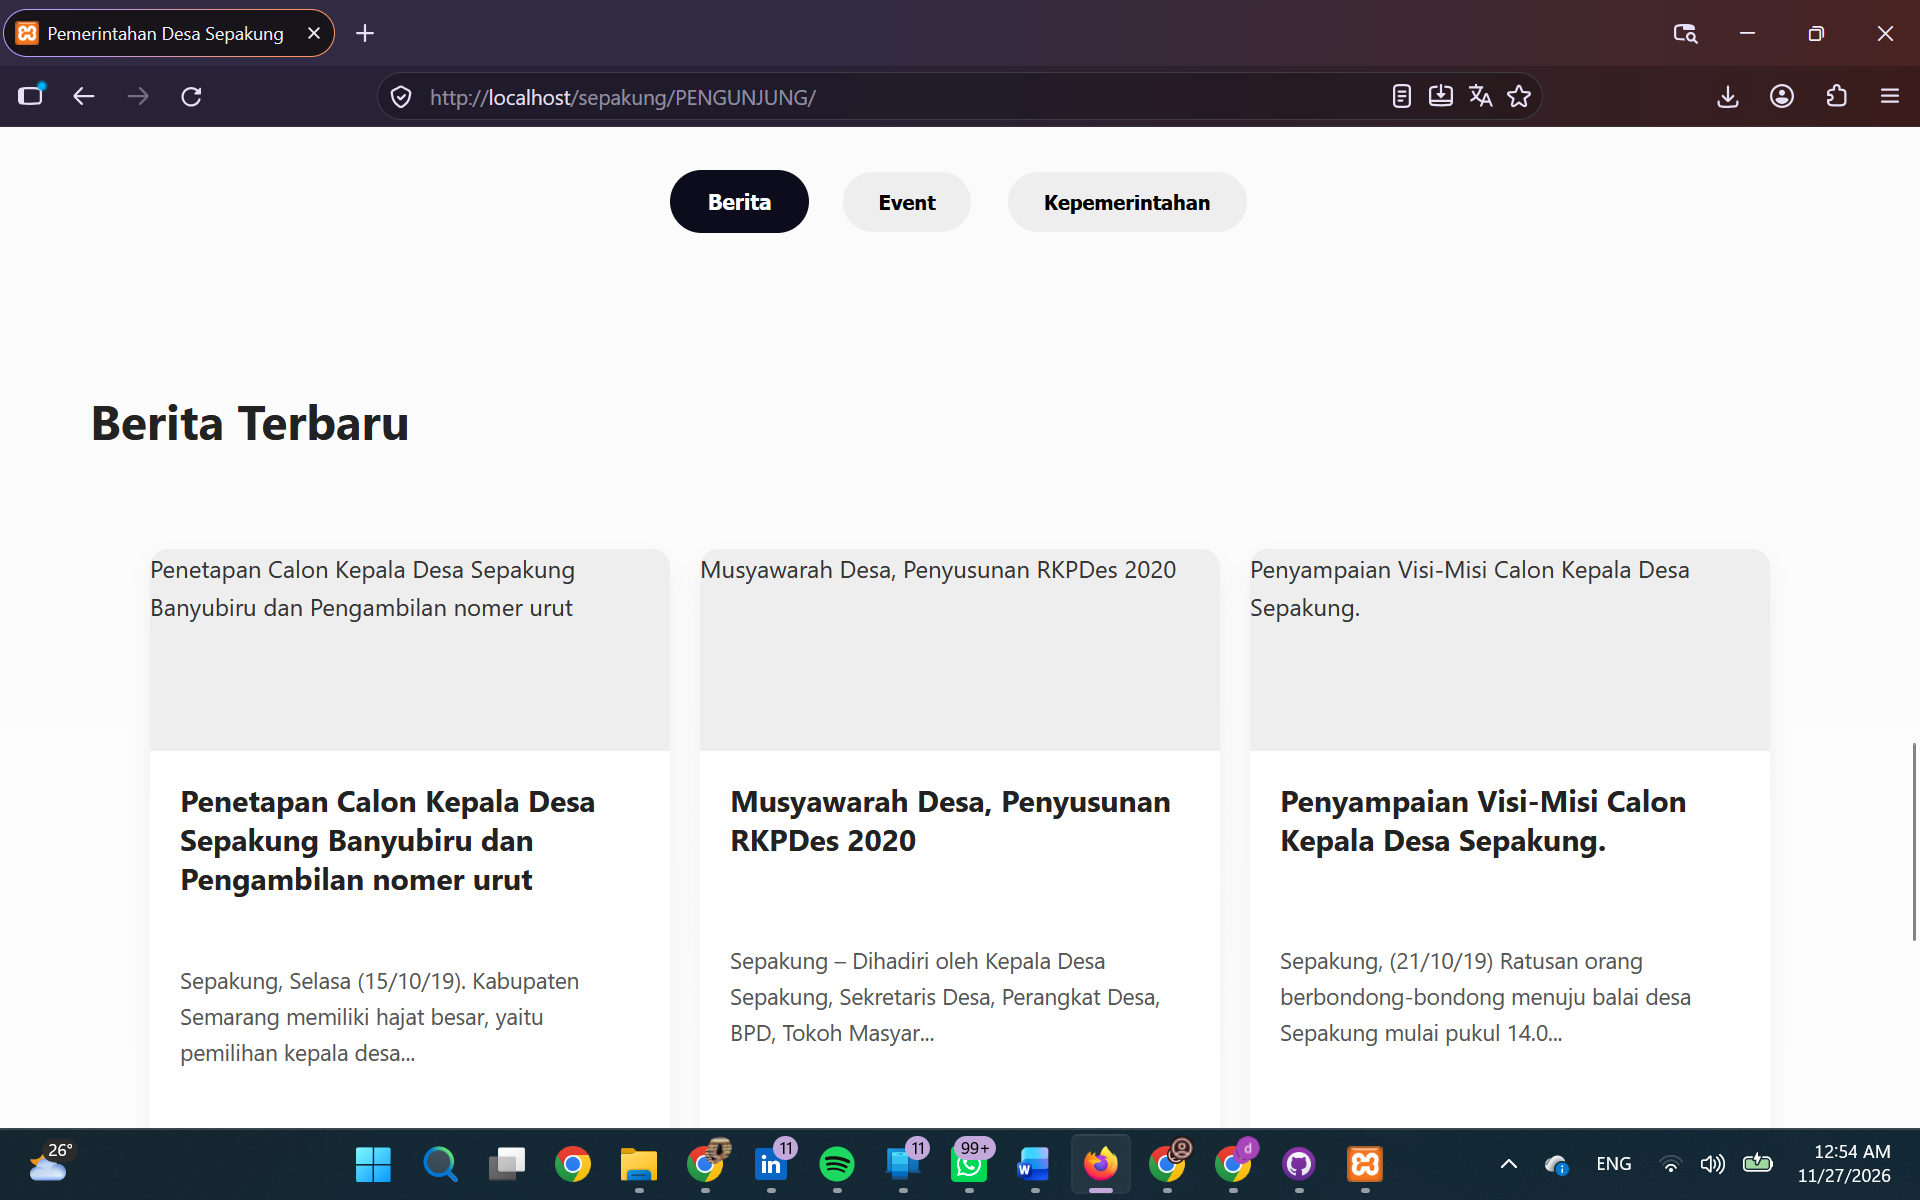 Pemerintahan Desa Sepakung
http://localhost/sepakung/PENGUNJUNG/
Berita
Event
Kepemerintahan
Berita Terbaru
Penetapan Calon Kepala Desa Sepakung
Banyubiru dan Pengambilan nomer urut
Penetapan Calon Kepala Desa
Sepakung Banyubiru dan
Pengambilan nomer urut
Sepakung, Selasa (15/10/19). Kabupaten
Semarang memiliki hajat besar, yaitu
pemilihan kepala desa...
Musyawarah Desa, Penyusunan RKPDes 2020
Musyawarah Desa, Penyusunan
RKPDes 2020
Sepakung – Dihadiri oleh Kepala Desa
Sepakung, Sekretaris Desa, Perangkat Desa,
BPD, Tokoh Masyar...
Penyampaian Visi-Misi Calon Kepala Desa
Sepakung.
Penyampaian Visi-Misi Calon
Kepala Desa Sepakung.
Sepakung, (21/10/19) Ratusan orang
berbondong-bondong menuju balai desa
Sepakung mulai pukul 14.0...
26°
11
11
99+
d
ENG
12:54 AM
11/27/2026